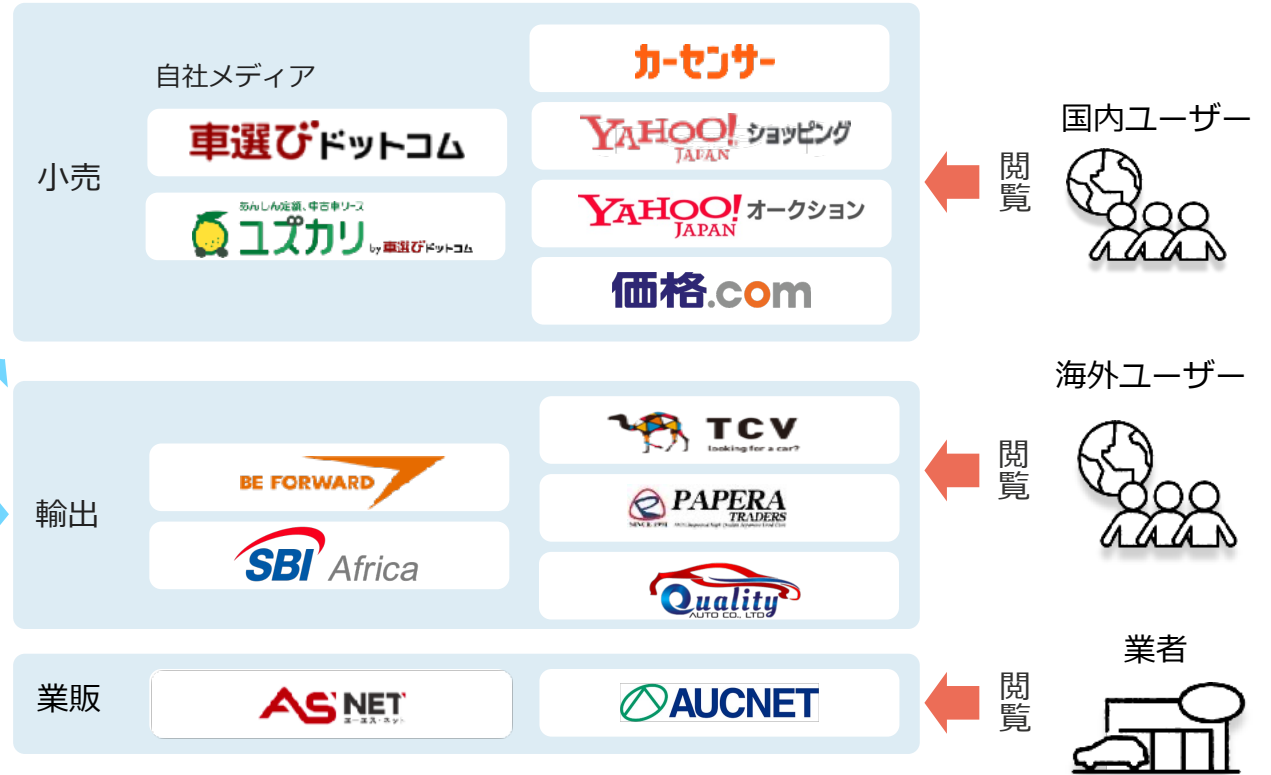 小売
自社メディア
車選びドットコム
あんしん定額、中古車リース
ユズカリ by 車選びドットコム
カーセンサー
YAHOO! JAPAN ショッピング
YAHOO! JAPAN オークション
価格.com
閲覧
国内ユーザー
輸出
BE FORWARD
SBI Africa
TCV
looking for a car?
PAPERA
TRADERS
SINCE 1991
Quality
AUTO CO., LTD
閲覧
海外ユーザー
業販
AS NET
エーエス・ネット
AUCNET
閲覧
業者